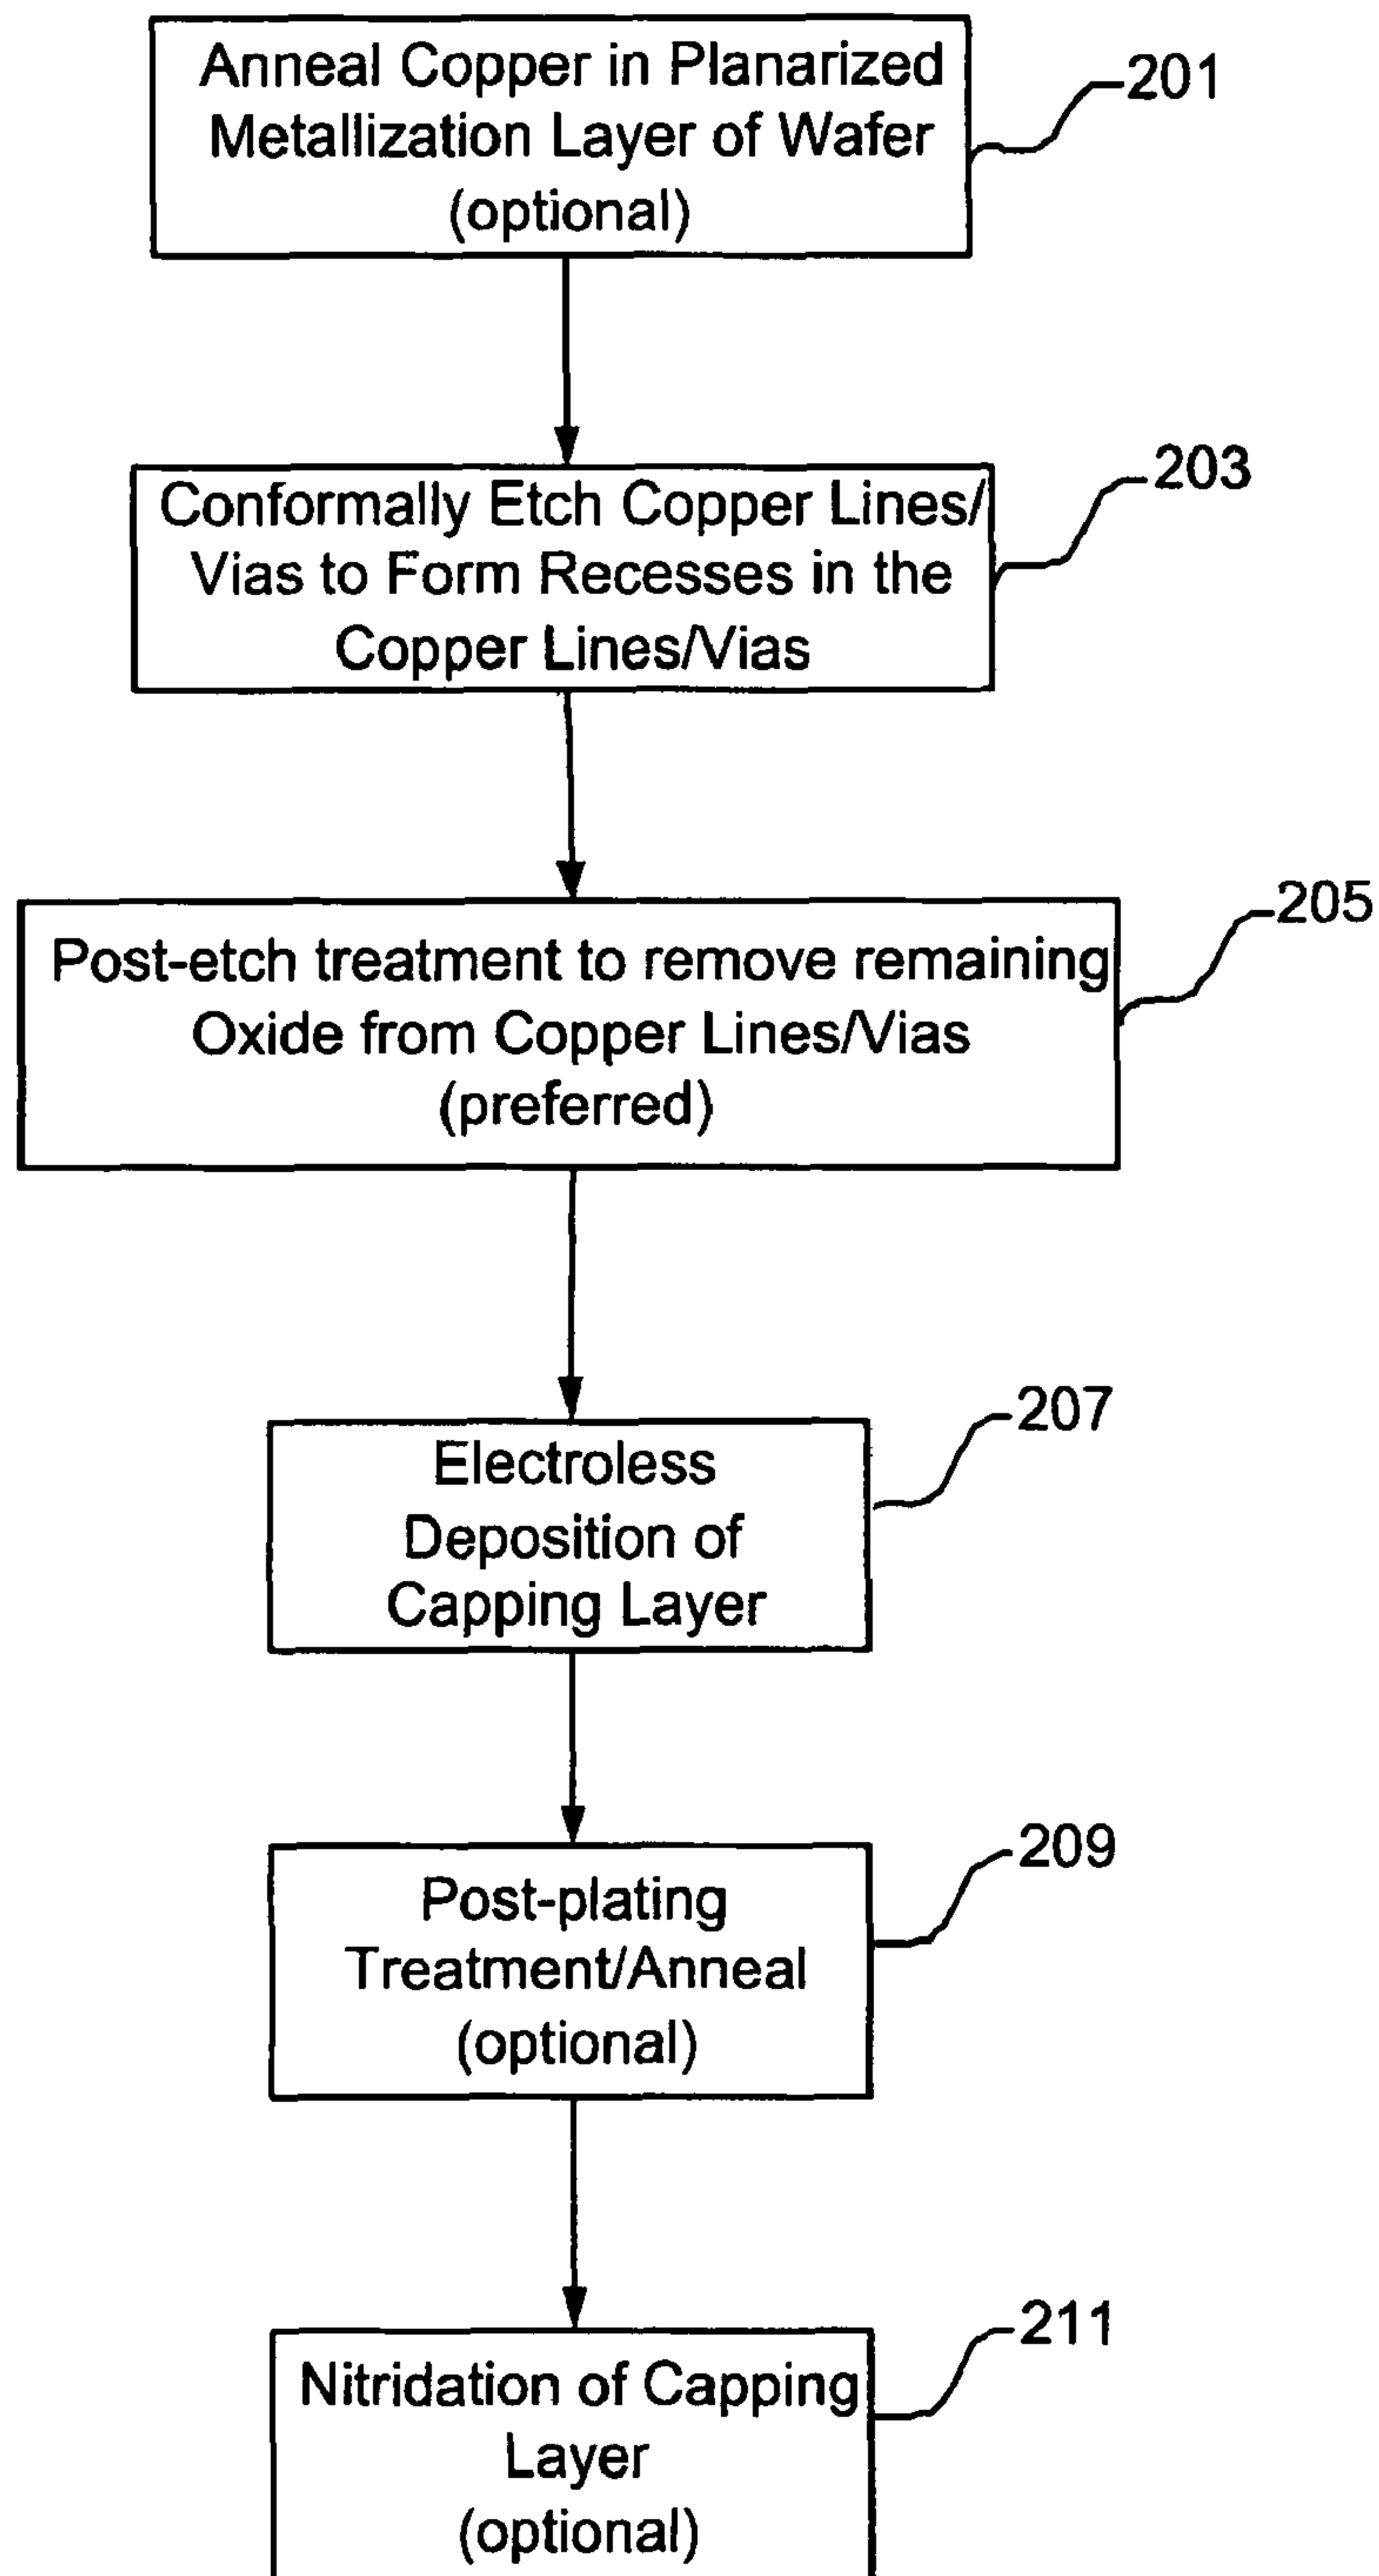 Anneal Copper in Planarized
Metallization Layer of Wafer
(optional)
201
Conformally Etch Copper Lines/
Vias to Form Recesses in the
Copper Lines/Vias
203
Post-etch treatment to remove remaining
Oxide from Copper Lines/Vias
(preferred)
205
Electroless
Deposition of
Capping Layer
207
Post-plating
Treatment/Anneal
(optional)
209
Nitridation of Capping
Layer
(optional)
211